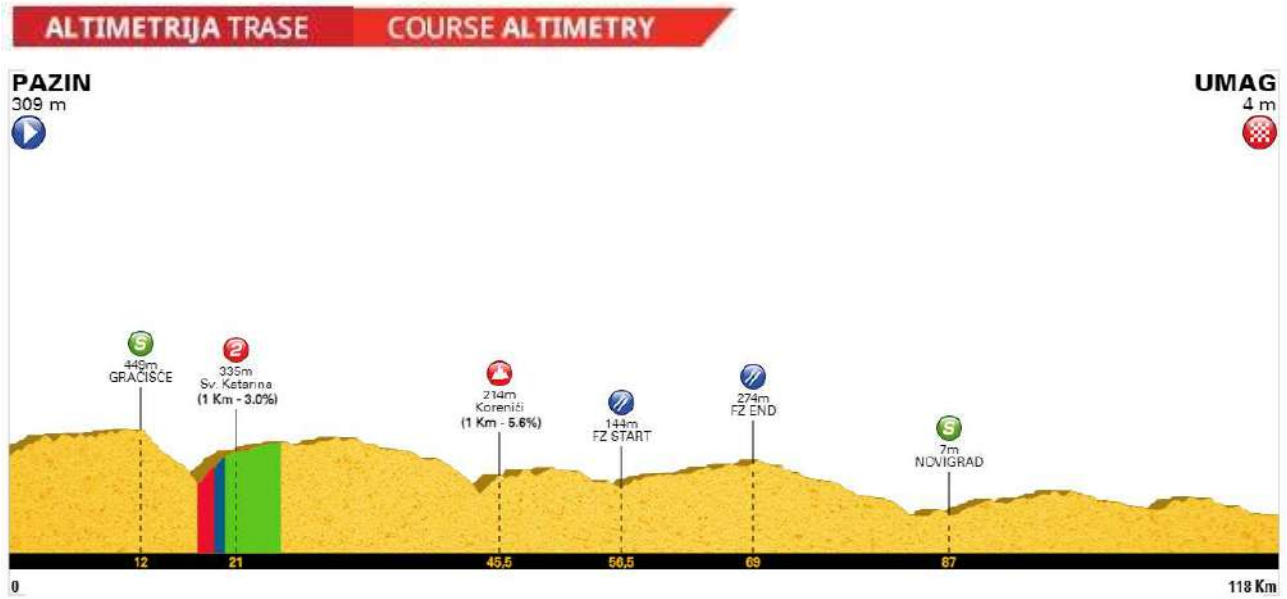 ALTIMETRIJA TRASE
COURSE ALTIMETRY
PAZIN
309 m
UMAG
4 m
S
449m
GRAČIŠĆE
2
335m
Sv. Katarina
(1 Km - 3.0%)
214m
Korenići
(1 Km - 5.6%)
144m
FZ START
274m
FZ END
S
7m
NOVIGRAD
12
21
45,5
56,5
69
87
0
118 Km